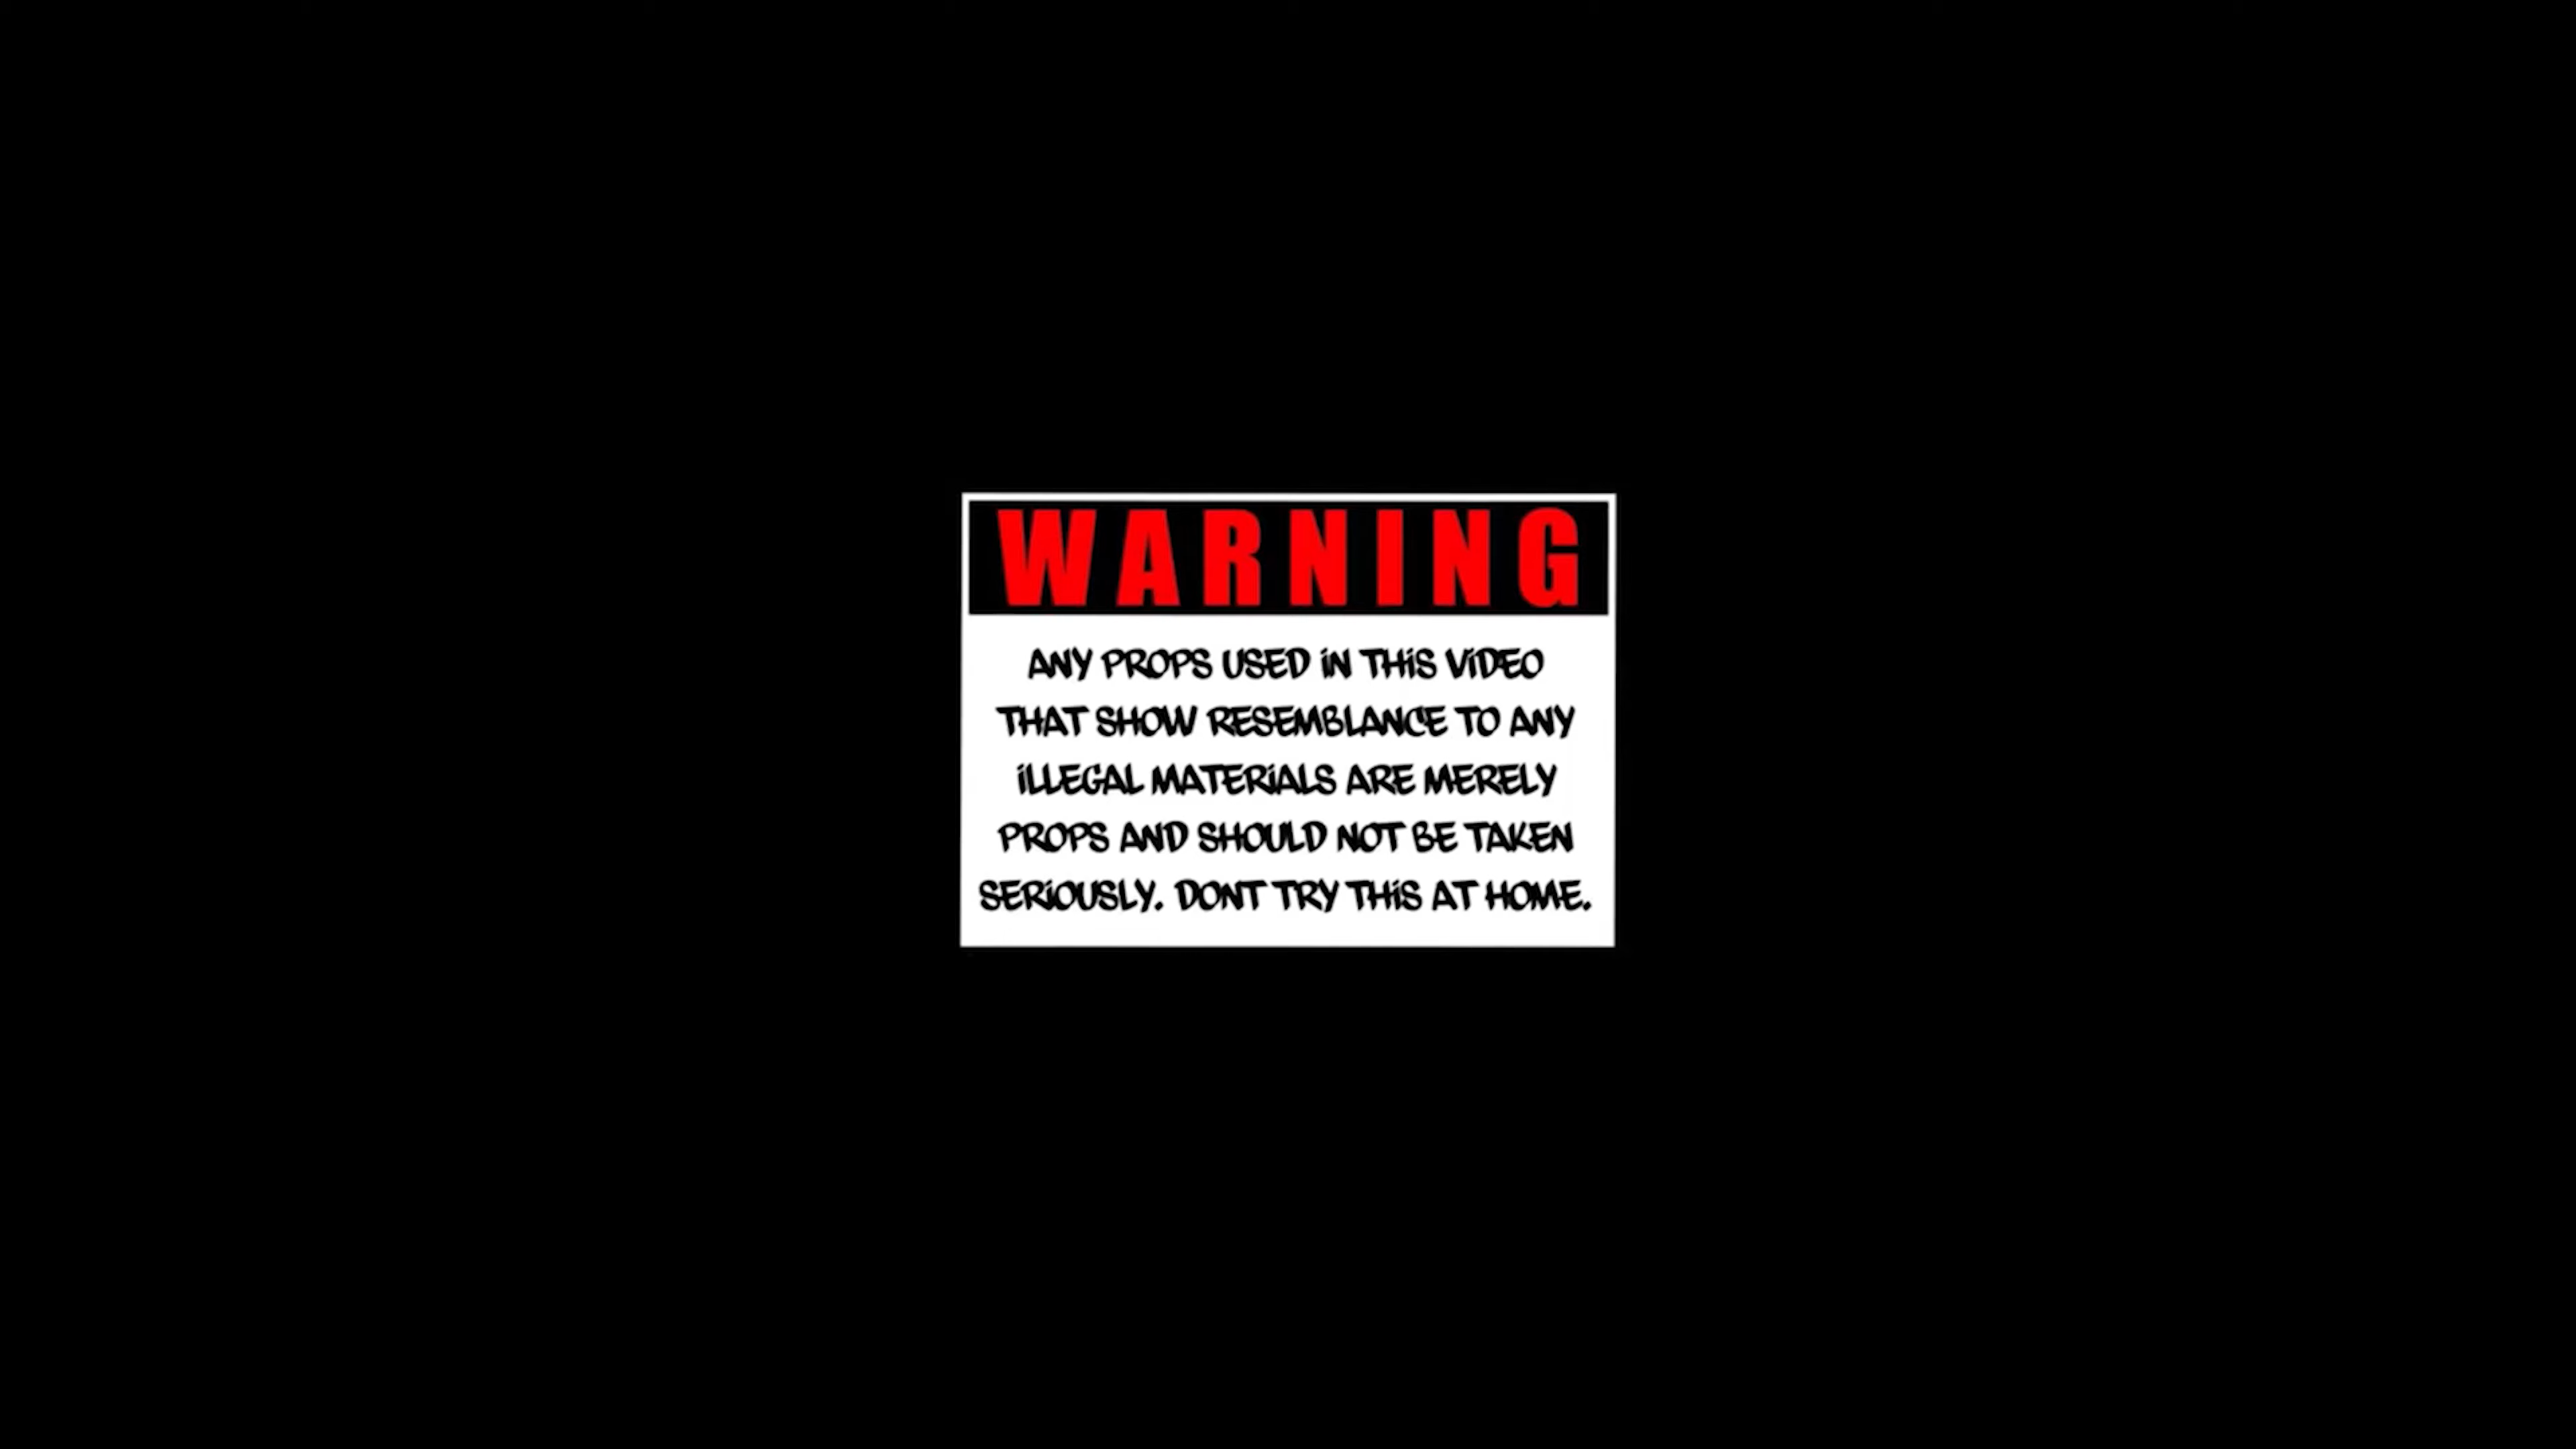 WARNING
ANY PROPS USED iN THiS ViDEO
THAT SHOW RESEMBLANCE TO ANY
iLLEGAL MATERiALS ARE MERELY
PROPS AND SHOULD NOT BE TAKEN
SERiOUSLY. DONT TRY THiS AT HOME.